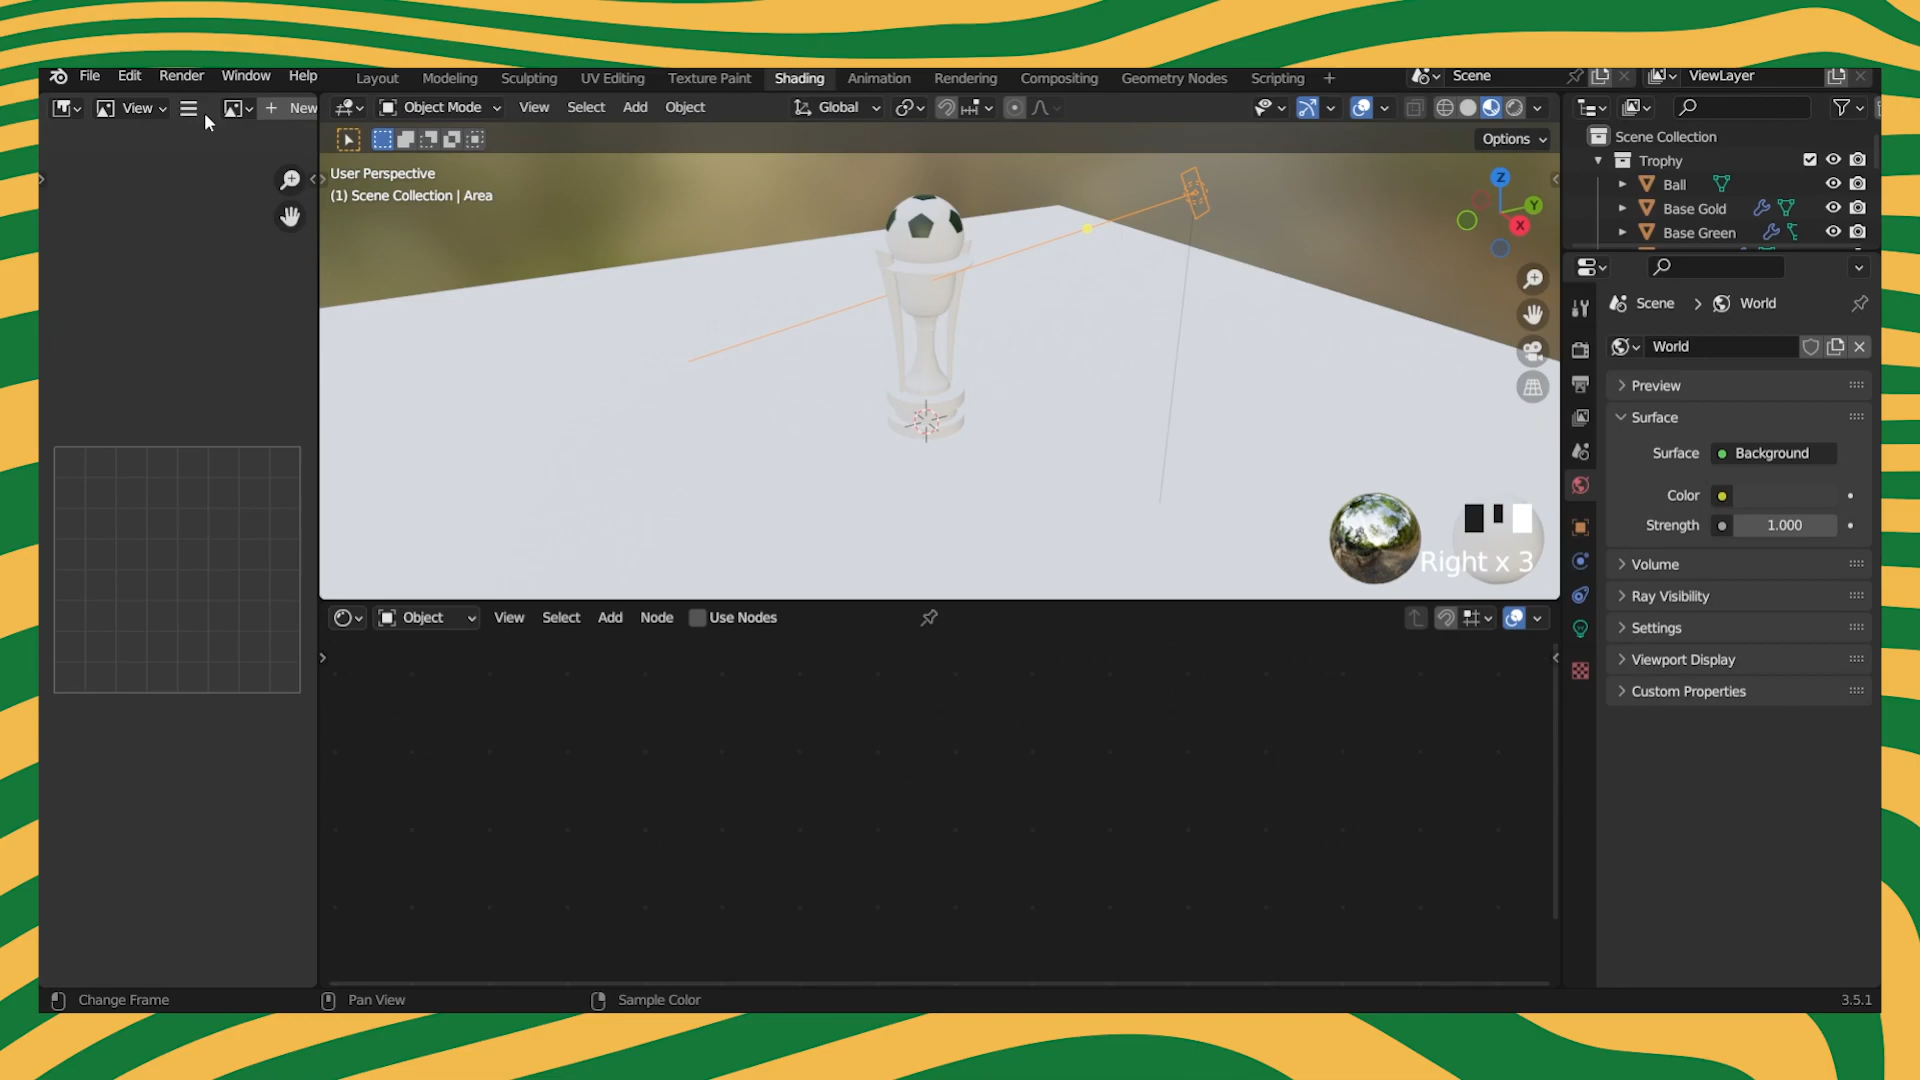 File Edit Render Window Help
Layout Modeling Sculpting UV Editing Texture Paint Shading Animation Rendering Compositing Geometry Nodes Scripting +
Scene
ViewLayer
View
+ New
Object Mode View Select Add Object
Global
Options
User Perspective
(1) Scene Collection | Area
Z
Y
X
Right x 3
Scene Collection
Trophy
Ball
Base Gold
Base Green
Scene > World
World
Preview
Surface
Surface Background
Color
Strength 1.000
Volume
Ray Visibility
Settings
Viewport Display
Custom Properties
Object View Select Add Node Use Nodes
Change Frame
Pan View
Sample Color
3.5.1